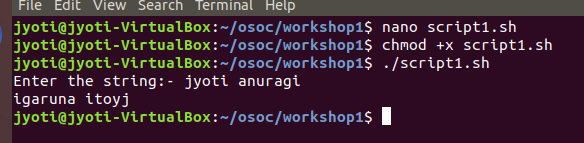 File Edit View Search Terminal Help
jyoti@jyoti-VirtualBox:~/osoc/workshop1$ nano script1.sh
jyoti@jyoti-VirtualBox:~/osoc/workshop1$ chmod +x script1.sh
jyoti@jyoti-VirtualBox:~/osoc/workshop1$ ./script1.sh
Enter the string:- jyoti anuragi
igaruna itoyj
jyoti@jyoti-VirtualBox:~/osoc/workshop1$